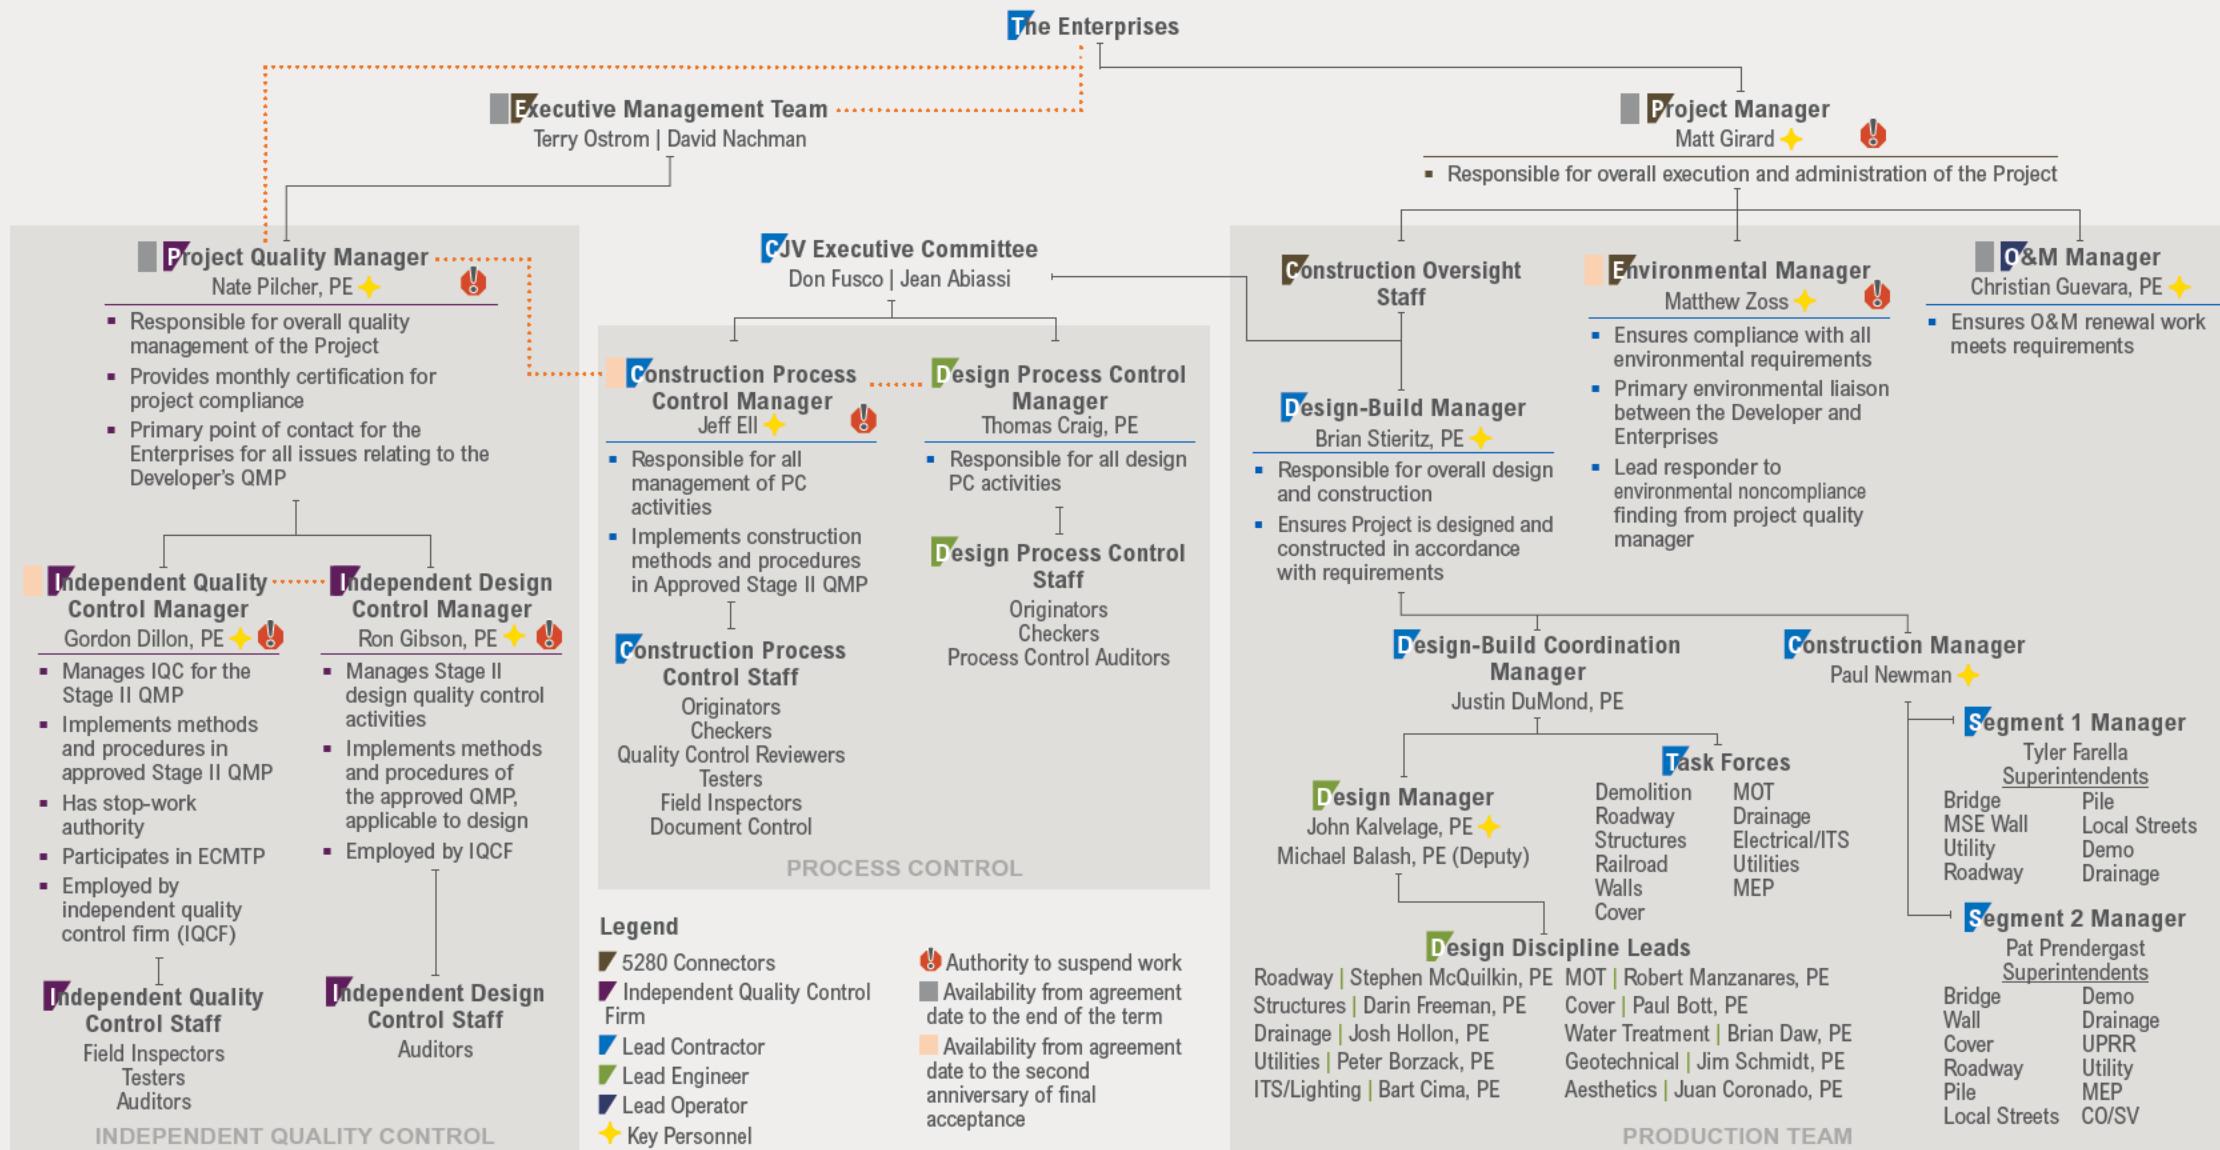 The Enterprises
Executive Management Team
Terry Ostrom | David Nachman
Project Manager
Matt Girard
▪ Responsible for overall execution and administration of the Project
Project Quality Manager
Nate Pilcher, PE
▪ Responsible for overall quality
management of the Project
▪ Provides monthly certification for
project compliance
▪ Primary point of contact for the
Enterprises for all issues relating to the
Developer's QMP
Independent Quality
Control Manager
Gordon Dillon, PE
▪ Manages IQC for the
Stage II QMP
▪ Implements methods
and procedures in
approved Stage II QMP
▪ Has stop-work
authority
▪ Participates in ECMTP
▪ Employed by
independent quality
control firm (IQCF)
Independent Quality
Control Staff
Field Inspectors
Testers
Auditors
Independent Design
Control Manager
Ron Gibson, PE
▪ Manages Stage II
design quality control
activities
▪ Implements methods
and procedures of
the approved QMP,
applicable to design
▪ Employed by IQCF
Independent Design
Control Staff
Auditors
INDEPENDENT QUALITY CONTROL
CJV Executive Committee
Don Fusco | Jean Abiassi
Construction Process
Control Manager
Jeff Ell
▪ Responsible for all
management of PC
activities
▪ Implements construction
methods and procedures
in Approved Stage II QMP
Construction Process
Control Staff
Originators
Checkers
Quality Control Reviewers
Testers
Field Inspectors
Document Control
Design Process Control
Manager
Thomas Craig, PE
▪ Responsible for all design
PC activities
Design Process Control
Staff
Originators
Checkers
Process Control Auditors
PROCESS CONTROL
Legend
5280 Connectors
Independent Quality Control
Firm
Lead Contractor
Lead Engineer
Lead Operator
Key Personnel
Authority to suspend work
Availability from agreement
date to the end of the term
Availability from agreement
date to the second
anniversary of final
acceptance
Construction Oversight
Staff
Environmental Manager
Matthew Zoss
▪ Ensures compliance with all
environmental requirements
▪ Primary environmental liaison
between the Developer and
Enterprises
▪ Lead responder to
environmental noncompliance
finding from project quality
manager
O&M Manager
Christian Guevara, PE
▪ Ensures O&M renewal work
meets requirements
Design-Build Manager
Brian Stieritz, PE
▪ Responsible for overall design
and construction
▪ Ensures Project is designed and
constructed in accordance
with requirements
Design-Build Coordination
Manager
Justin DuMond, PE
Design Manager
John Kalvelage, PE
Michael Balash, PE (Deputy)
Task Forces
Demolition MOT
Roadway Drainage
Structures Electrical/ITS
Railroad Utilities
Walls MEP
Cover
Design Discipline Leads
Roadway | Stephen McQuilkin, PE MOT | Robert Manzanares, PE
Structures | Darin Freeman, PE Cover | Paul Bott, PE
Drainage | Josh Hollon, PE Water Treatment | Brian Daw, PE
Utilities | Peter Borzack, PE Geotechnical | Jim Schmidt, PE
ITS/Lighting | Bart Cima, PE Aesthetics | Juan Coronado, PE
Construction Manager
Paul Newman
Segment 1 Manager
Tyler Farella
Superintendents
Bridge Pile
MSE Wall Local Streets
Utility Demo
Roadway Drainage
Segment 2 Manager
Pat Prendergast
Superintendents
Bridge Demo
Wall Drainage
Cover UPRR
Roadway Utility
Pile MEP
Local Streets CO/SV
PRODUCTION TEAM